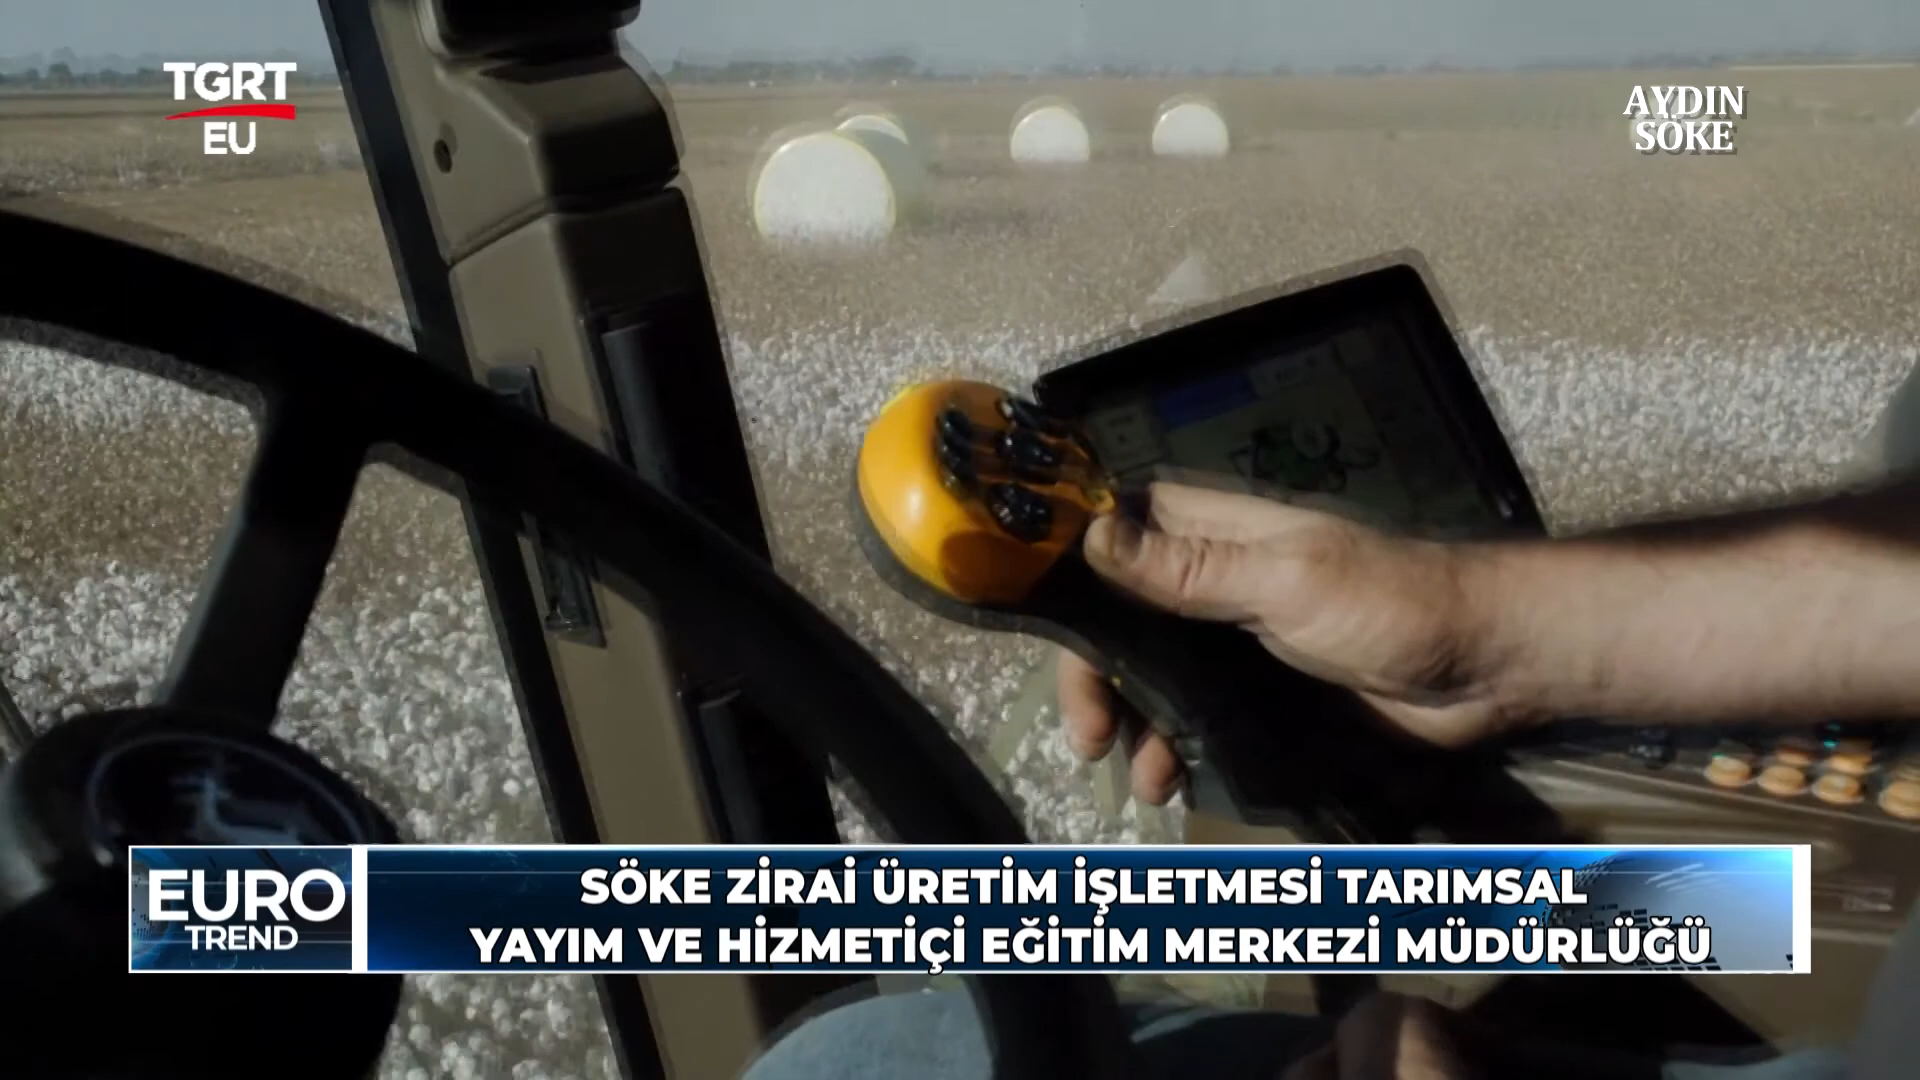 TGRT
EU
AYDIN
SÖKE
EURO
TREND
SÖKE ZİRAİ ÜRETİM İŞLETMESİ TARIMSAL
YAYIM VE HİZMETİÇİ EĞİTİM MERKEZİ MÜDÜRLÜĞÜ